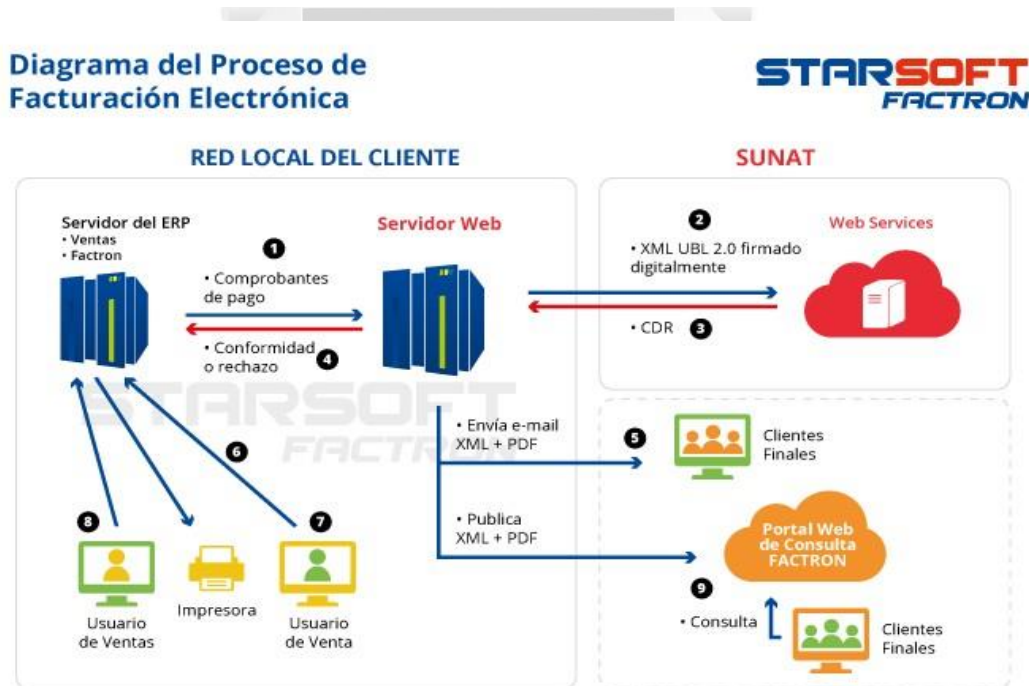 Diagrama del Proceso de
Facturación Electrónica
STARSOFT
FACTRON
RED LOCAL DEL CLIENTE
SUNAT
Servidor del ERP
• Ventas
• Factron
Servidor Web
1
• Comprobantes
de pago
• Conformidad
o rechazo
4
2
• XML UBL 2.0 firmado
digitalmente
Web Services
• CDR
3
STARSOFT
FACTRON
• Envía e-mail
XML + PDF
5
Clientes
Finales
6
8
7
• Publica
XML + PDF
Portal Web
de Consulta
FACTRON
Impresora
Usuario
de Ventas
Usuario
de Venta
9
• Consulta
Clientes
Finales